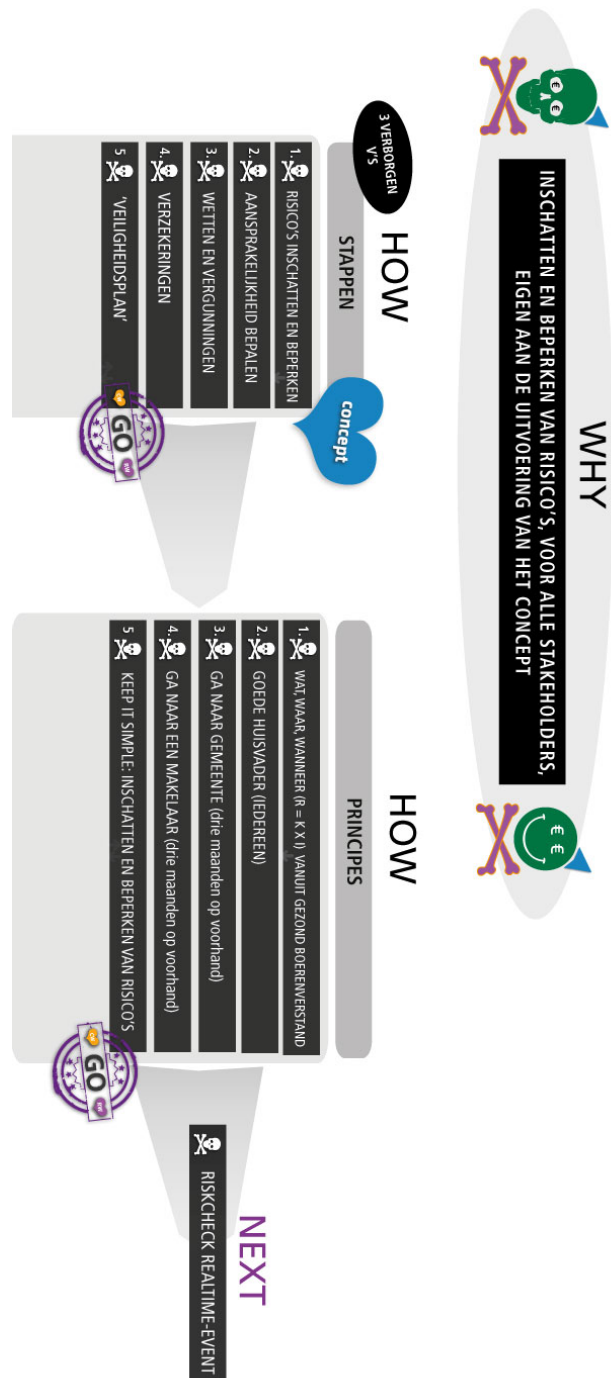 WHY
INSCHATTEN EN BEPERKEN VAN RISICO'S, VOOR ALLE STAKEHOLDERS,
EIGEN AAN DE UITVOERING VAN HET CONCEPT
€ €
€ €
HOW
3 VERBORGEN
V'S
STAPPEN
concept
1. RISICO'S INSCHATTEN EN BEPERKEN
2. AANSPRAKELIJKHEID BEPALEN
3. WETTEN EN VERGUNNINGEN
4. VERZEKERINGEN
5 'VEILIGHEIDSPLAN'
GO
HOW
PRINCIPES
1. WAT, WAAR, WANNEER (R = K X I) VANUIT GEZOND BOERENVERSTAND
2. GOEDE HUISVADER (IEDEREEN)
3. GA NAAR GEMEENTE (drie maanden op voorhand)
4. GA NAAR EEN MAKELAAR (drie maanden op voorhand)
5 KEEP IT SIMPLE: INSCHATTEN EN BEPERKEN VAN RISICO'S
GO
NEXT
RISKCHECK REALTIME-EVENT